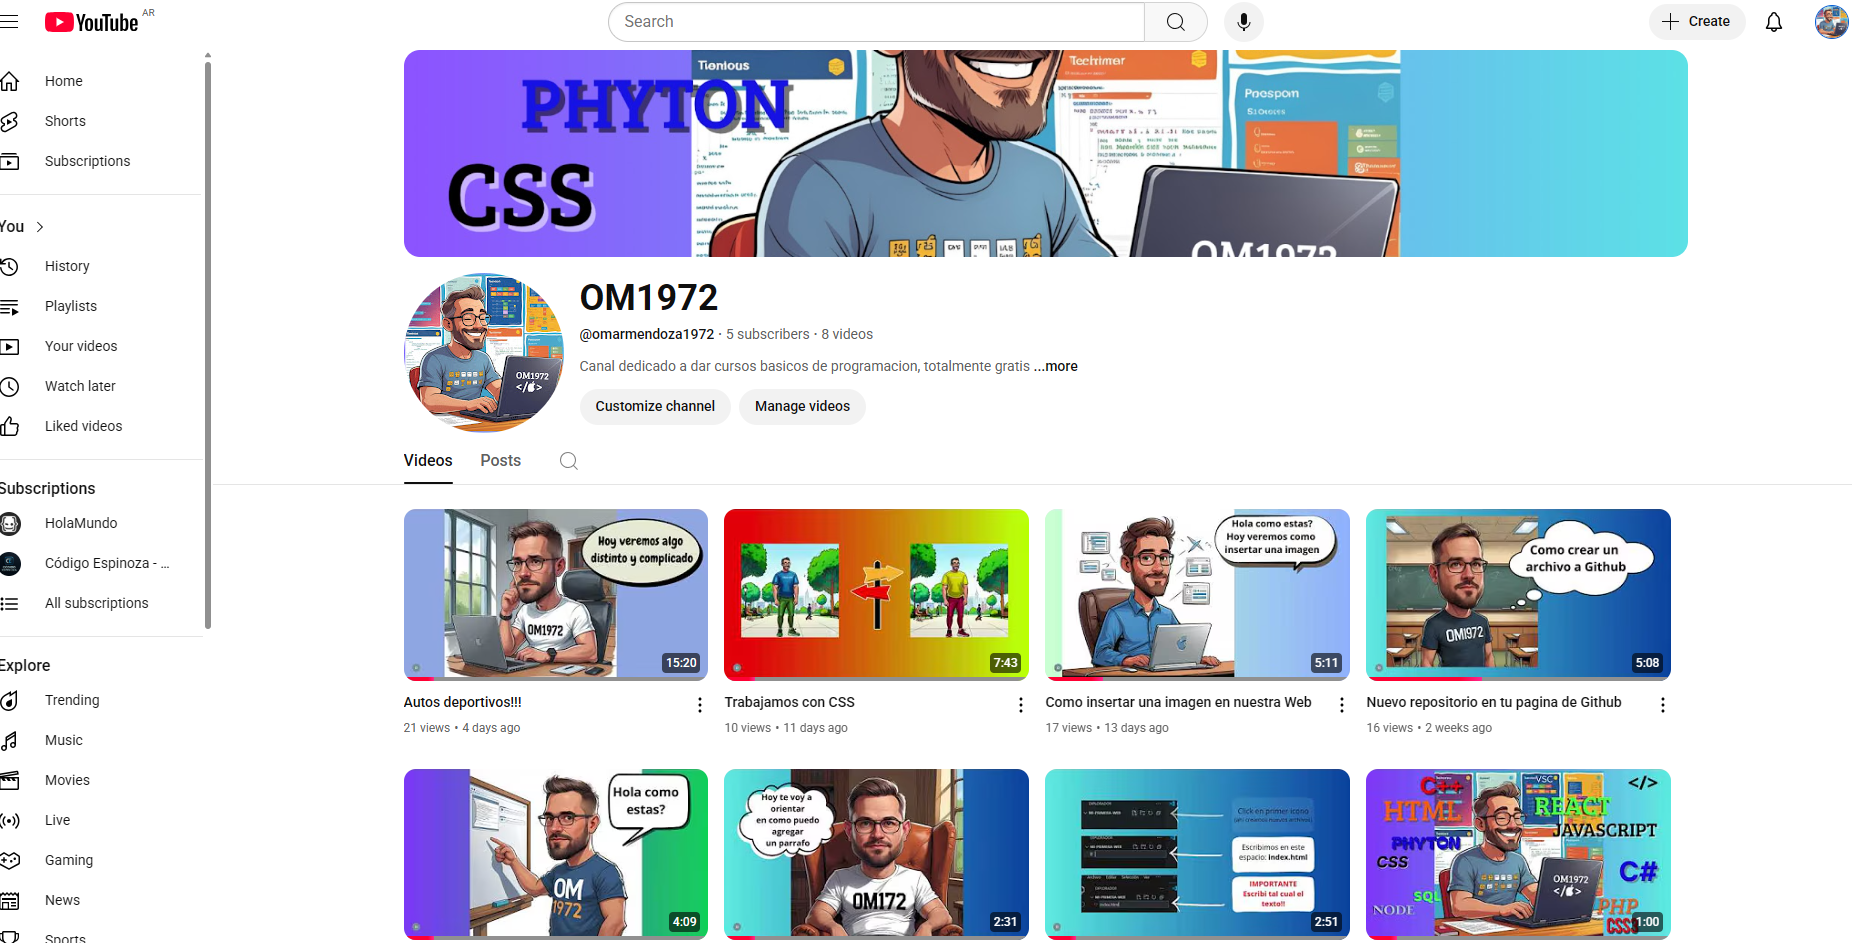 YouTube AR
Search
Create
Home
Shorts
Subscriptions
You
History
Playlists
Your videos
Watch later
Liked videos
Subscriptions
HolaMundo
Código Espinoza - ...
All subscriptions
Explore
Trending
Music
Movies
Live
Gaming
News
Sports
PHYTON
CSS
Tienious
Techrimer
Poespom
OM1972
OM1972
OM1972
@omarmendoza1972 · 5 subscribers · 8 videos
Canal dedicado a dar cursos basicos de programacion, totalmente gratis ...more
Customize channel
Manage videos
Videos
Posts
Hoy veremos algo
distinto y complicado
OM1972
15:20
Autos deportivos!!!
21 views • 4 days ago
7:43
Trabajamos con CSS
10 views • 11 days ago
Hola como estas?
Hoy veremos como
insertar una imagen
5:11
Como insertar una imagen en nuestra Web
17 views • 13 days ago
Como crear un
archivo a Github
OM1972
5:08
Nuevo repositorio en tu pagina de Github
16 views • 2 weeks ago
Hola como
estas?
OM
1972
4:09
Hoy te voy a
orientar
en como puedo
agregar
un parrafo
OM172
2:31
Click en primer icono
Escribimos en este
espacio: index.html
IMPORTANTE
Escribi tal cual el
texto!!
2:51
C++
VSC
</>
HTML
REACT
JAVASCRIPT
PHYTON
CSS
C#
SQL
NODE
OM1972
</>
PHP
CSS
1:00